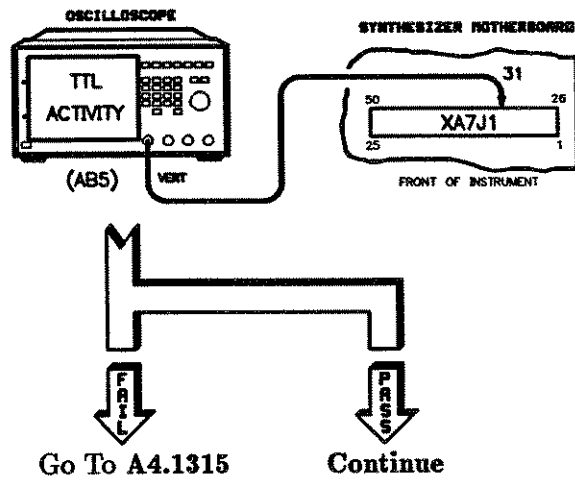 OSCILLOSCOPE
SYNTHESIZER MOTHERBOARD
TTL
ACTIVITY
31
50 26
XA7J1
25 1
(AB5)
VERT
FRONT OF INSTRUMENT
FAIL
PASS
Go To A4.1315
Continue